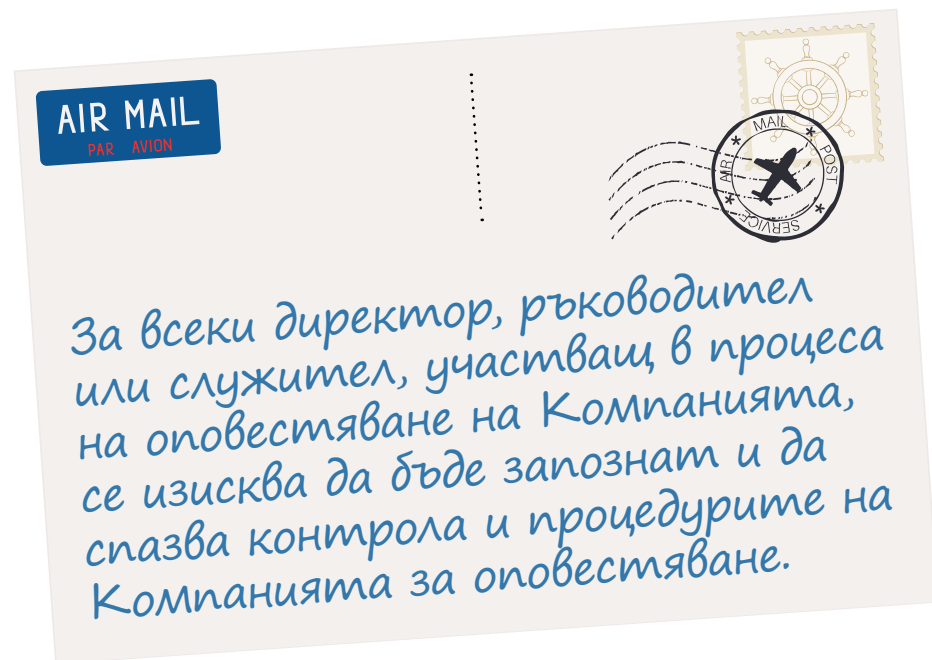 AIR MAIL
PAR AVION
AIR MAIL POST
SERVICE
За всеки директор, ръководител
или служител, участващ в процеса
на оповестяване на Компанията,
се изисква да бъде запознат и да
спазва контрола и процедурите на
Компанията за оповестяване.